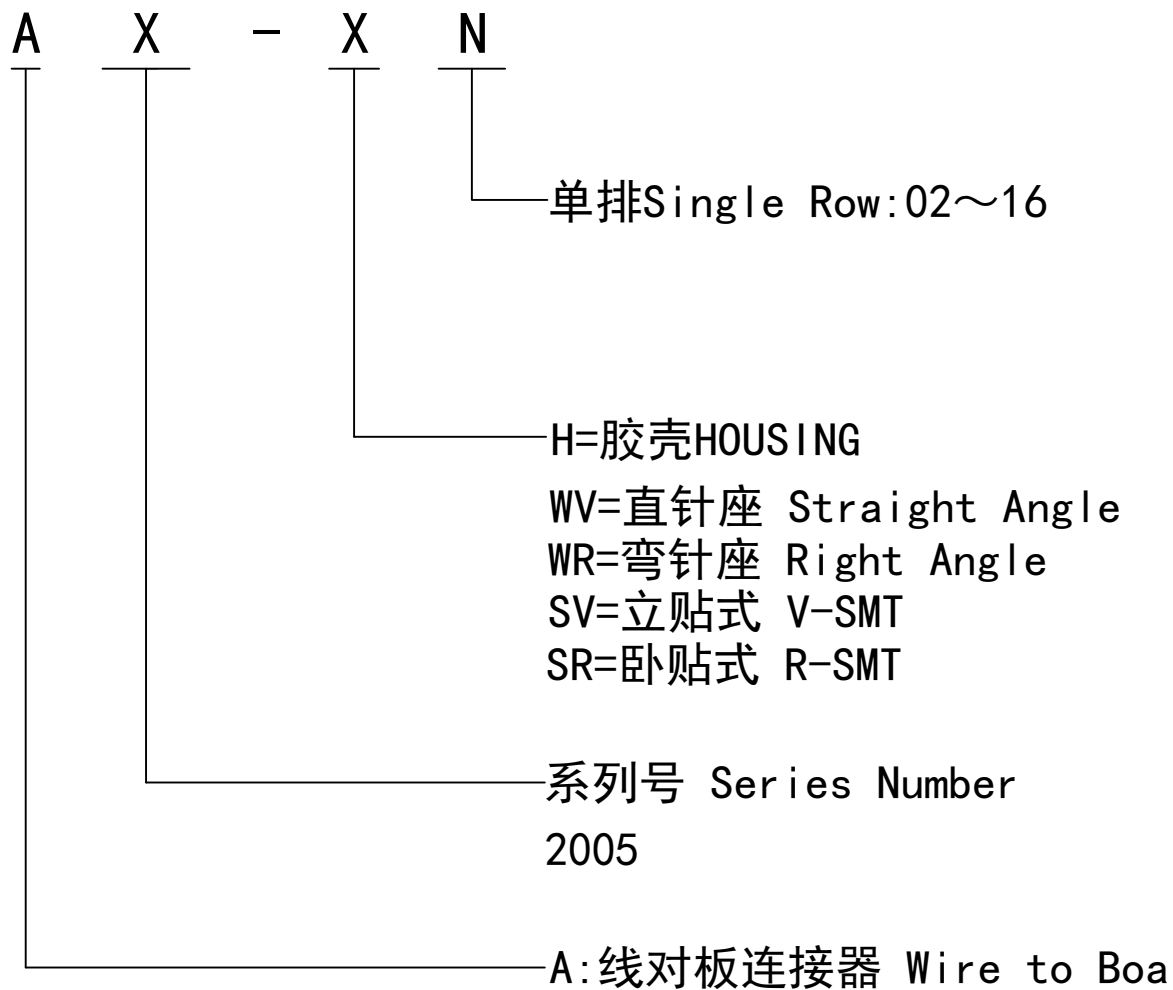 A X - X N
单排Single Row:02～16
H=胶壳HOUSING
WV=直针座 Straight Angle
WR=弯针座 Right Angle
SV=立贴式 V-SMT
SR=卧贴式 R-SMT
系列号 Series Number
2005
A:线对板连接器 Wire to Boa